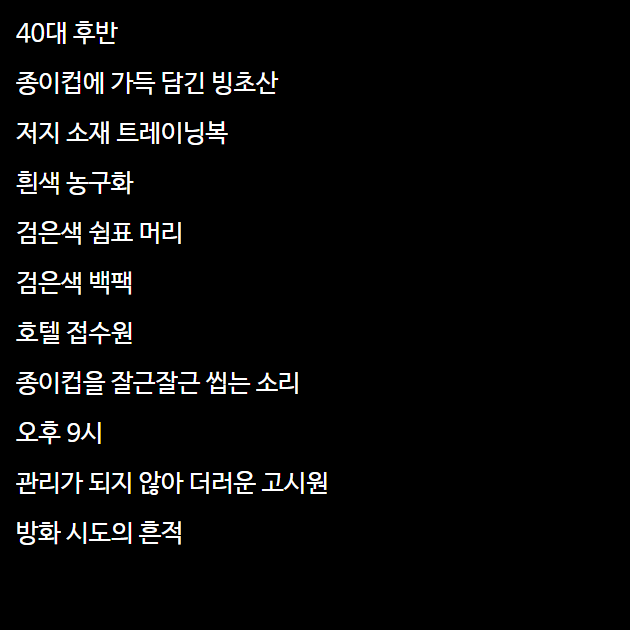 40대 후반
종이컵에 가득 담긴 빙초산
저지 소재 트레이닝복
흰색 농구화
검은색 쉼표 머리
검은색 백팩
호텔 접수원
종이컵을 잘근잘근 씹는 소리
오후 9시
관리가 되지 않아 더러운 고시원
방화 시도의 흔적